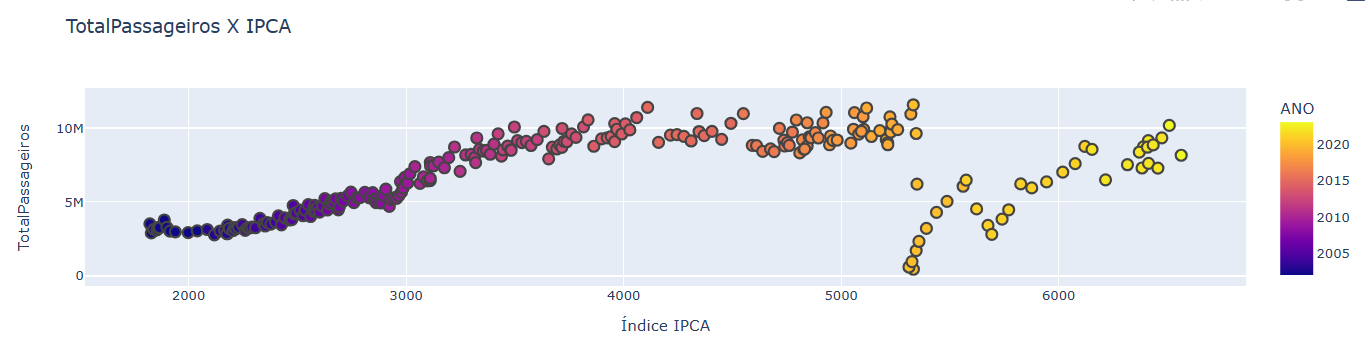 TotalPassageiros X IPCA
TotalPassageiros
10M
5M
0
2000 3000 4000 5000 6000
Índice IPCA
ANO
2020
2015
2010
2005